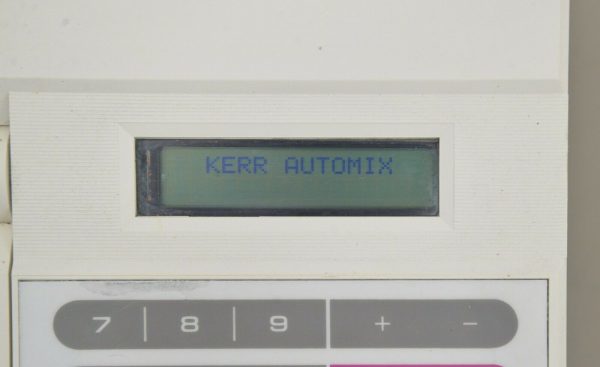 KERR AUTOMIX
7 8 9 + -